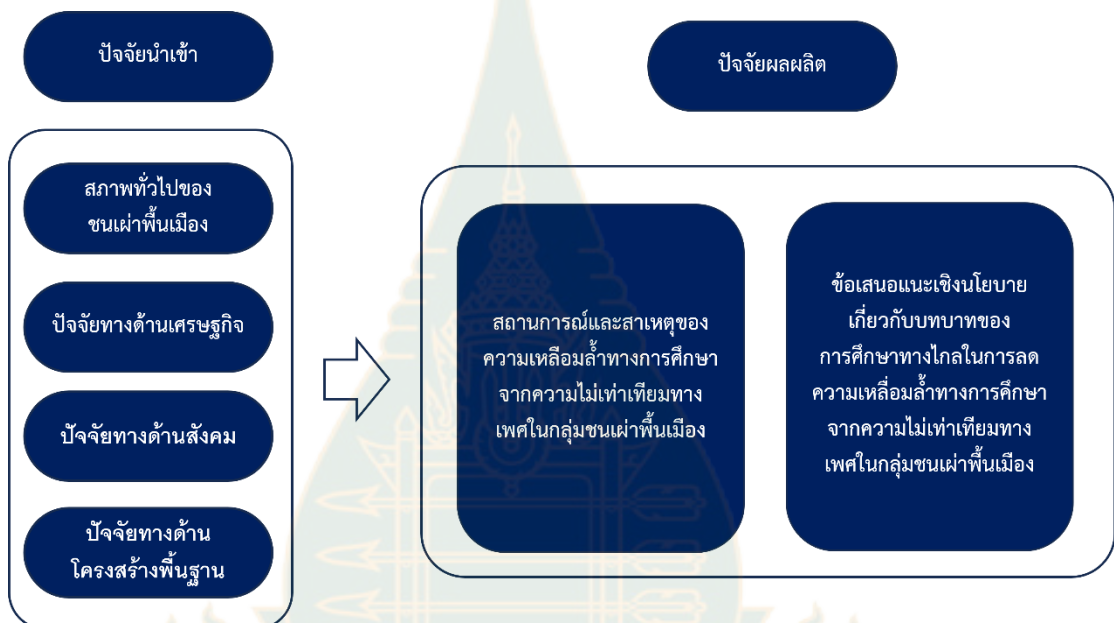 ปัจจัยนำเข้า
สภาพทั่วไปของ
ชนเผ่าพื้นเมือง
ปัจจัยทางด้านเศรษฐกิจ
ปัจจัยทางด้านสังคม
ปัจจัยทางด้าน
โครงสร้างพื้นฐาน
ปัจจัยผลผลิต
สถานการณ์และสาเหตุของ
ความเหลือมล้ำทางการศึกษา
จากความไม่เท่าเทียมทาง
เพศในกลุ่มชนเผ่าพื้นเมือง
ข้อเสนอแนะเชิงนโยบาย
เกี่ยวกับบทบาทของ
การศึกษาทางไกลในการลด
ความเหลื่อมล้ำทางการศึกษา
จากความไม่เท่าเทียมทาง
เพศในกลุ่มชนเผ่าพื้นเมือง